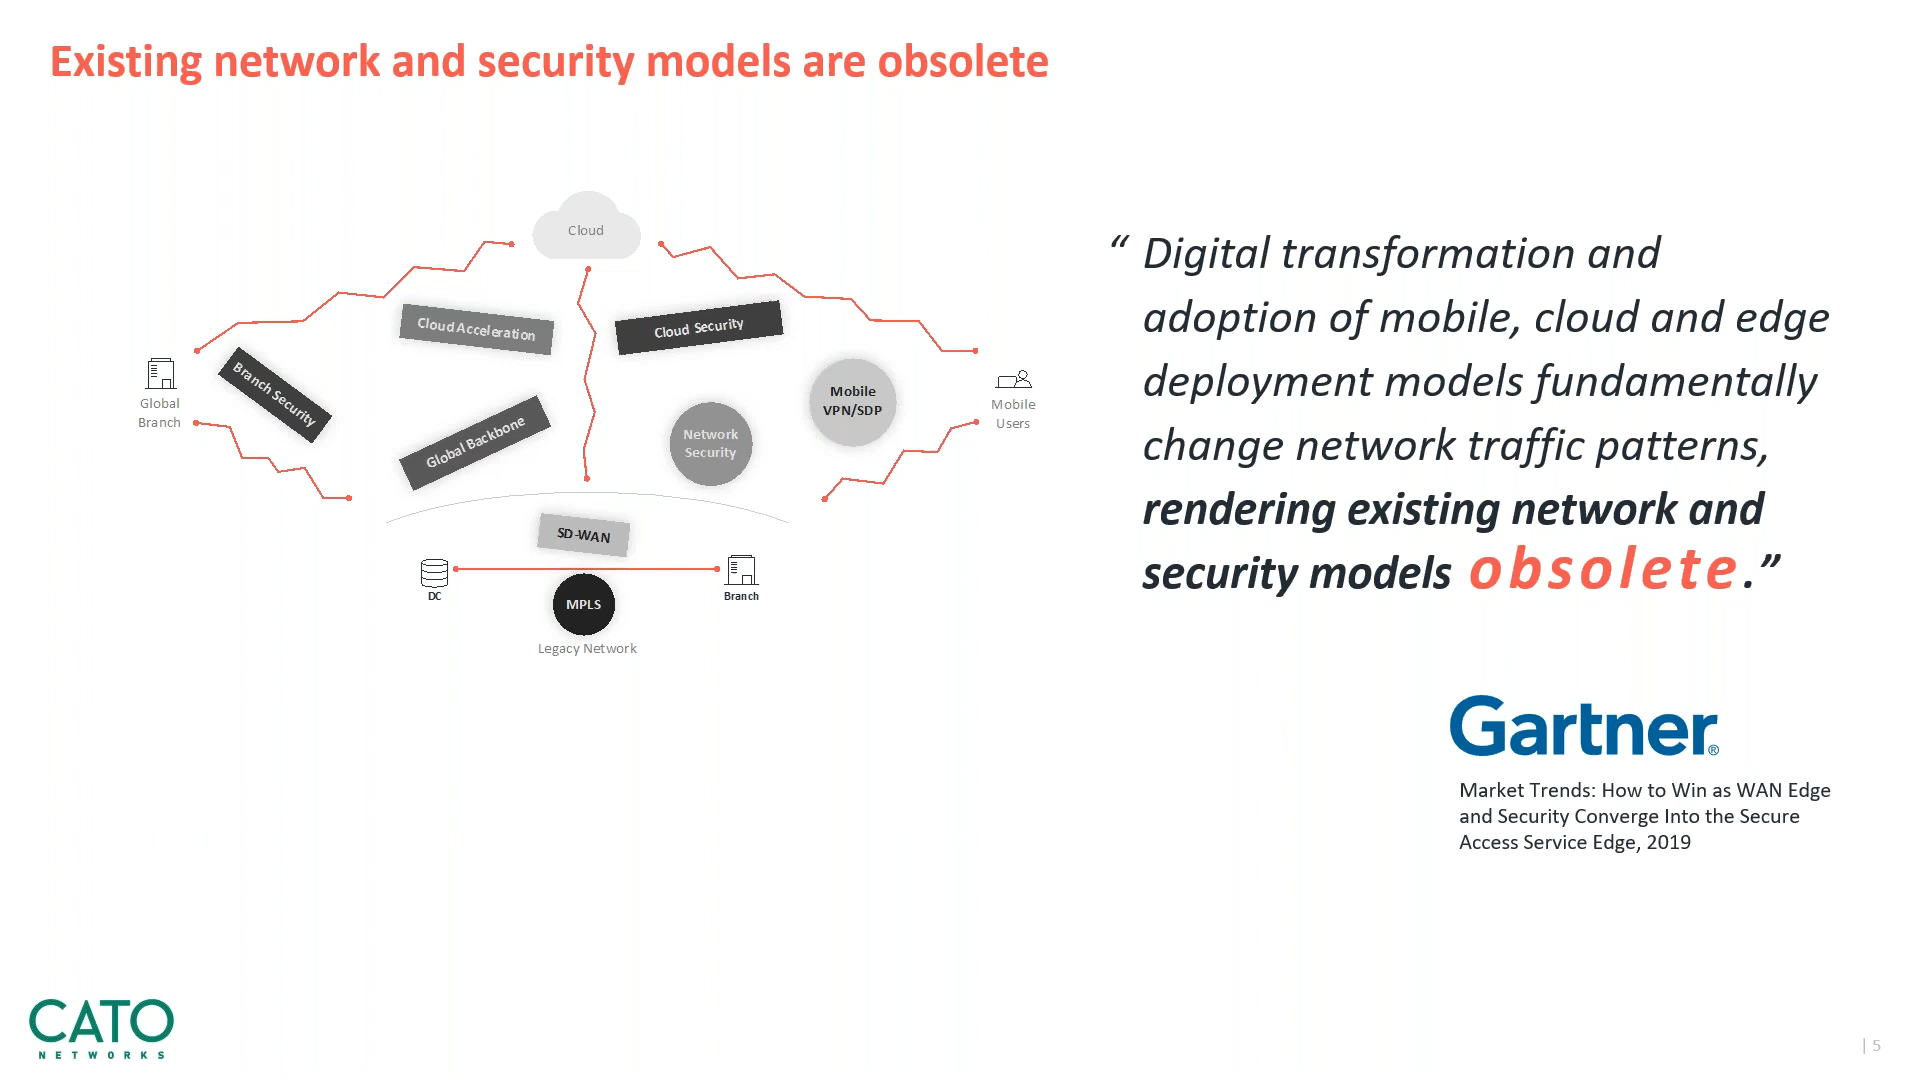 Existing network and security models are obsolete
Cloud
Cloud Acceleration
Cloud Security
Branch Security
Global
Branch
Global Backbone
Network
Security
Mobile
VPN/SDP
Mobile
Users
SD-WAN
DC
MPLS
Branch
Legacy Network
“ Digital transformation and
adoption of mobile, cloud and edge
deployment models fundamentally
change network traffic patterns,
rendering existing network and
security models obsolete.”
Gartner®
Market Trends: How to Win as WAN Edge
and Security Converge Into the Secure
Access Service Edge, 2019
CATO
NETWORKS
| 5